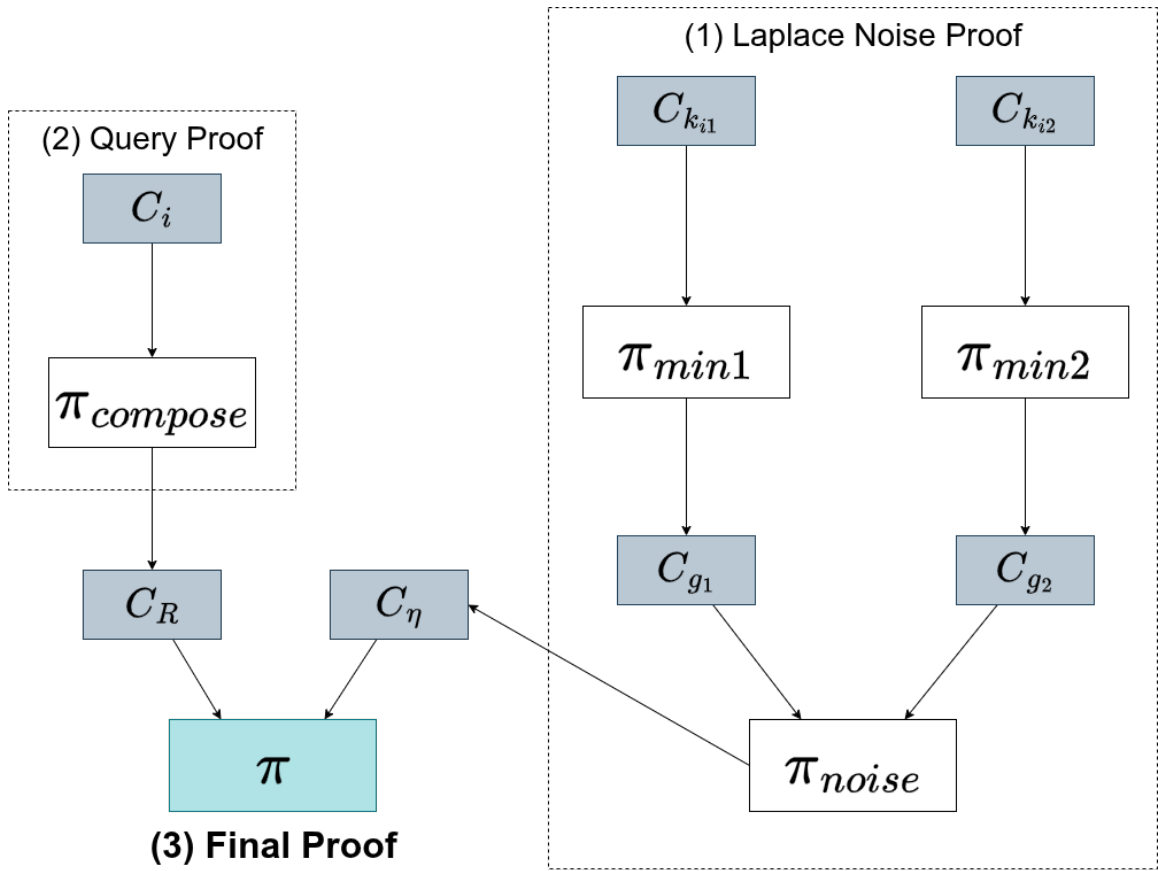 (1) Laplace Noise Proof
C_{k_{i1}}
C_{k_{i2}}
(2) Query Proof
C_i
π_{min1}
π_{min2}
π_{compose}
C_{g_1}
C_{g_2}
C_R
C_η
π
π_{noise}
(3) Final Proof